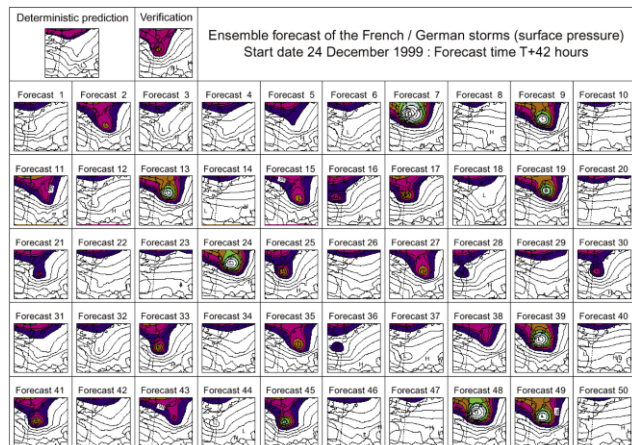 Deterministic prediction
Verification
Ensemble forecast of the French / German storms (surface pressure)
Start date 24 December 1999 : Forecast time T+42 hours
Forecast 1 Forecast 2 Forecast 3 Forecast 4 Forecast 5 Forecast 6 Forecast 7 Forecast 8 Forecast 9 Forecast 10
Forecast 11 Forecast 12 Forecast 13 Forecast 14 Forecast 15 Forecast 16 Forecast 17 Forecast 18 Forecast 19 Forecast 20
Forecast 21 Forecast 22 Forecast 23 Forecast 24 Forecast 25 Forecast 26 Forecast 27 Forecast 28 Forecast 29 Forecast 30
Forecast 31 Forecast 32 Forecast 33 Forecast 34 Forecast 35 Forecast 36 Forecast 37 Forecast 38 Forecast 39 Forecast 40
Forecast 41 Forecast 42 Forecast 43 Forecast 44 Forecast 45 Forecast 46 Forecast 47 Forecast 48 Forecast 49 Forecast 50